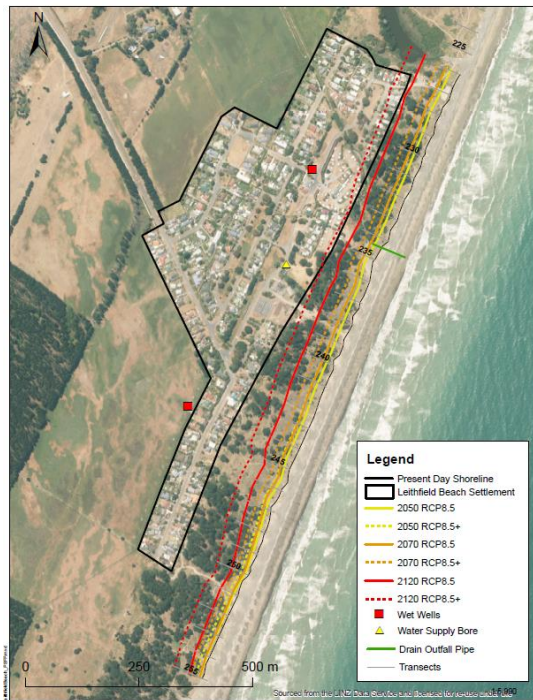 N
225
230
235
240
245
250
255
Legend
Present Day Shoreline
Leithfield Beach Settlement
2050 RCP8.5
2050 RCP8.5+
2070 RCP8.5
2070 RCP8.5+
2120 RCP8.5
2120 RCP8.5+
Wet Wells
Water Supply Bore
Drain Outfall Pipe
Transects
0 250 500 m
Sourced from the LINZ Data Service and licensed for re-use under